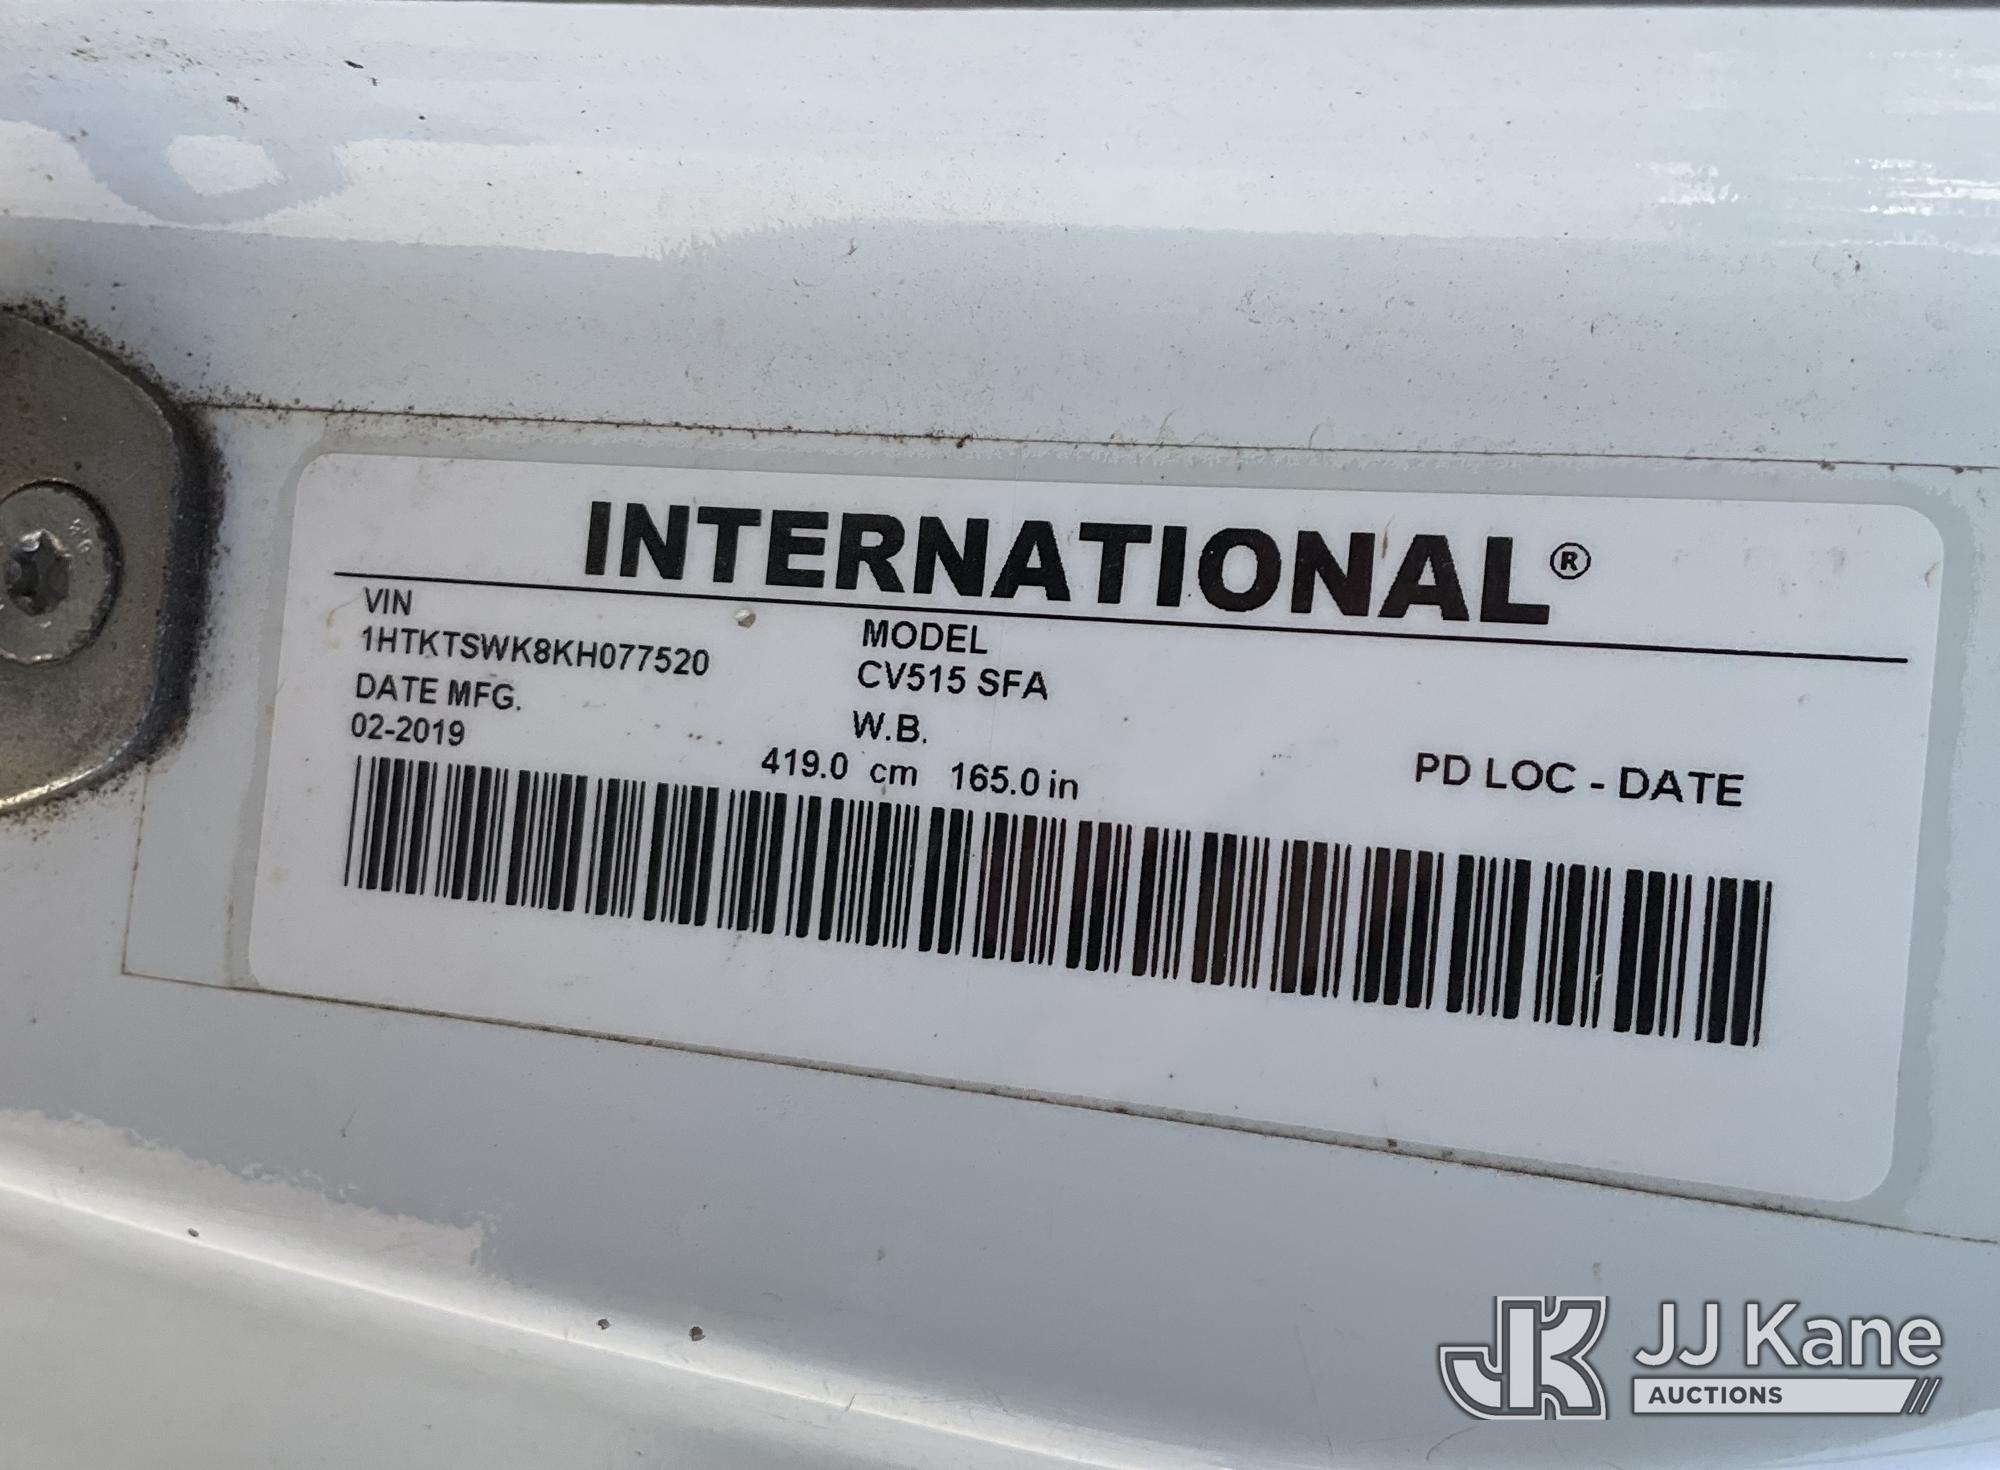 INTERNATIONAL®
VIN
1HTKTSWK8KH077520
MODEL
CV515 SFA
DATE MFG.
02-2019
W.B.
419.0 cm 165.0 in
PD LOC - DATE
JK JJ Kane
AUCTIONS